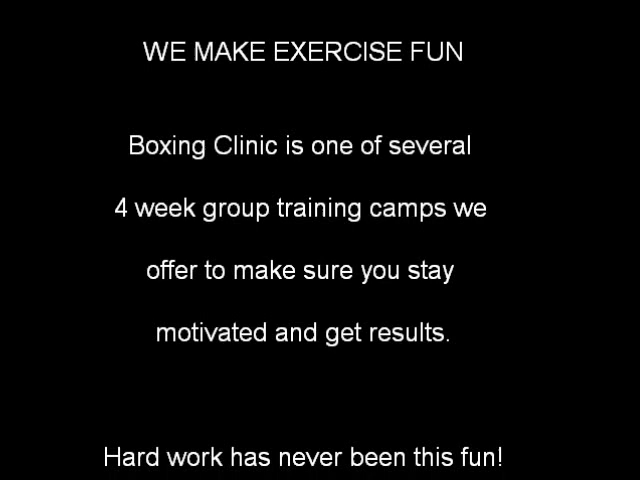 WE MAKE EXERCISE FUN
Boxing Clinic is one of several
4 week group training camps we
offer to make sure you stay
motivated and get results.
Hard work has never been this fun!